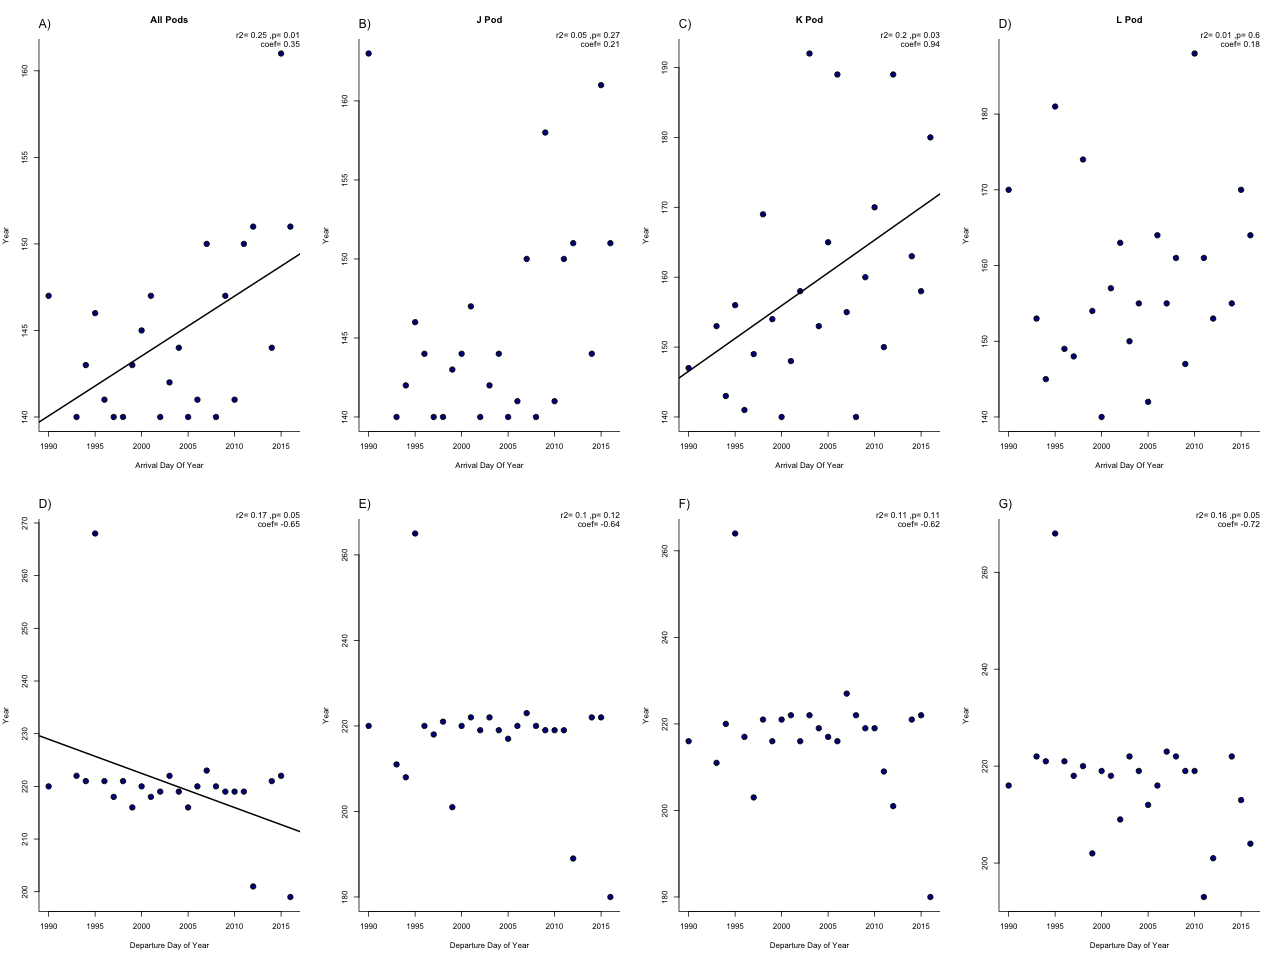 A) All Pods
r2= 0.25 ,p= 0.01
coef= 0.35
Year
160
155
150
145
140
1990 1995 2000 2005 2010 2015
Arrival Day Of Year
B) J Pod
r2= 0.05 ,p= 0.27
coef= 0.21
Year
160
155
150
145
140
1990 1995 2000 2005 2010 2015
Arrival Day Of Year
C) K Pod
r2= 0.2 ,p= 0.03
coef= 0.94
Year
190
180
170
160
150
140
1990 1995 2000 2005 2010 2015
Arrival Day Of Year
D) L Pod
r2= 0.01 ,p= 0.6
coef= 0.18
Year
180
170
160
150
140
1990 1995 2000 2005 2010 2015
Arrival Day Of Year
D)
r2= 0.17 ,p= 0.05
coef= -0.65
Year
270
260
250
240
230
220
210
200
1990 1995 2000 2005 2010 2015
Departure Day of Year
E)
r2= 0.1 ,p= 0.12
coef= -0.64
Year
260
240
220
200
180
1990 1995 2000 2005 2010 2015
Departure Day of Year
F)
r2= 0.11 ,p= 0.11
coef= -0.62
Year
260
240
220
200
180
1990 1995 2000 2005 2010 2015
Departure Day of Year
G)
r2= 0.16 ,p= 0.05
coef= -0.72
Year
260
240
220
200
1990 1995 2000 2005 2010 2015
Departure Day of Year